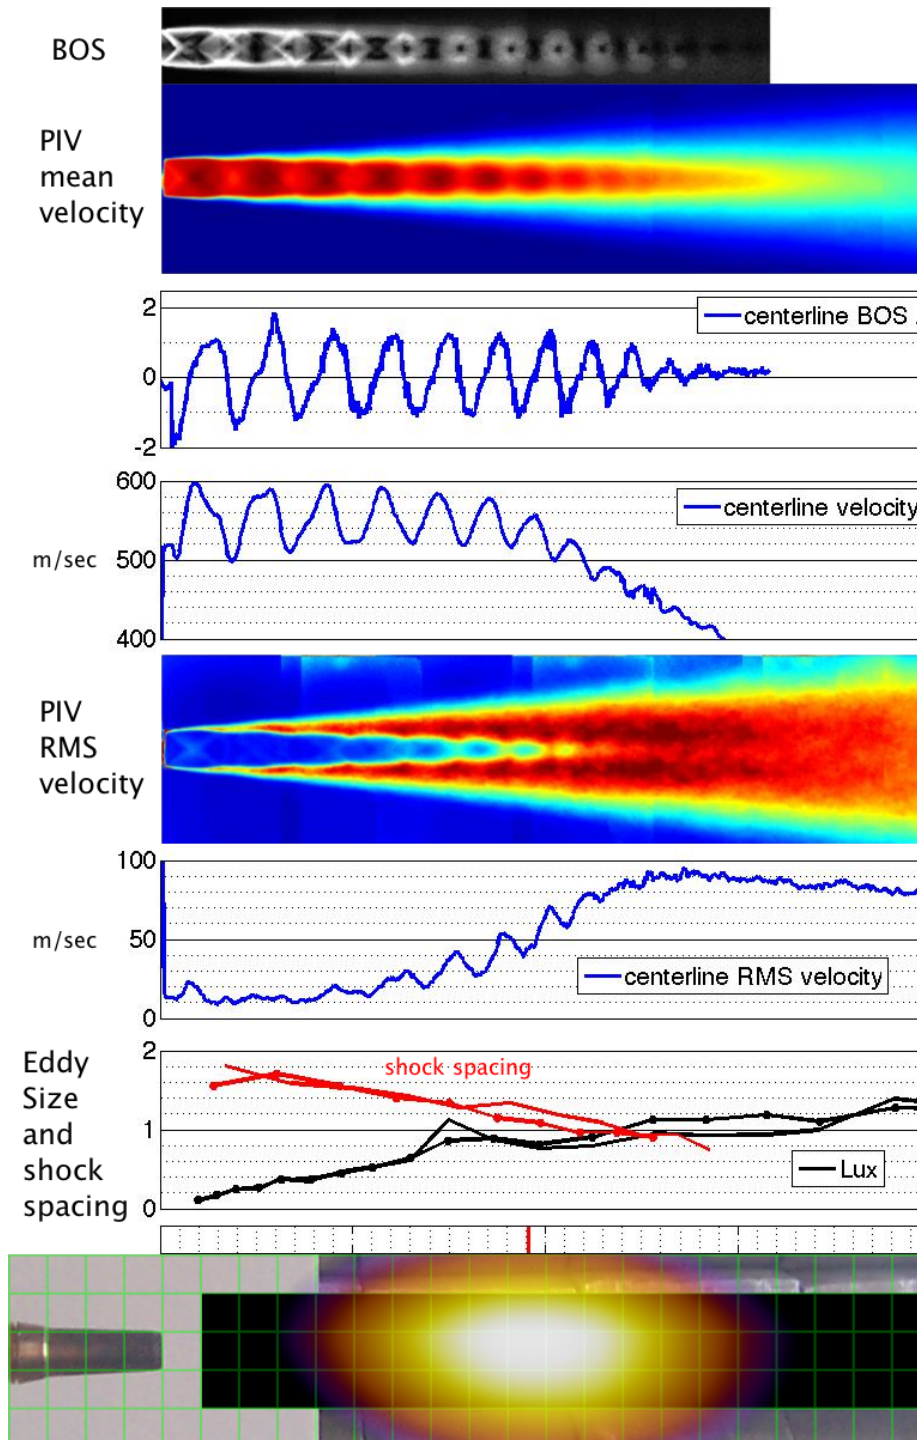 BOS
PIV
mean
velocity
2
centerline BOS
0
-2
600
centerline velocity
m/sec
500
400
PIV
RMS
velocity
100
m/sec
50
centerline RMS velocity
0
Eddy
Size
and
shock
spacing
2
shock spacing
1
Lux
0